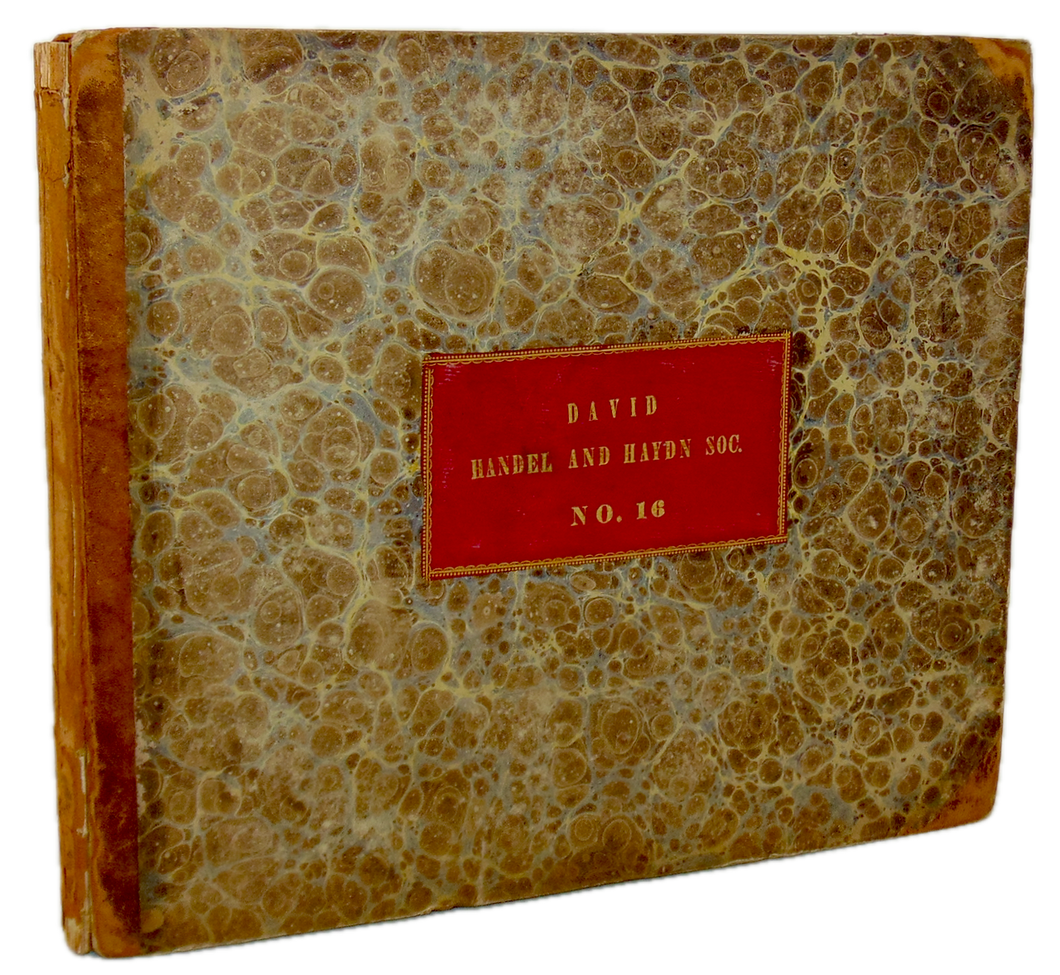 DAVID
HANDEL AND HAYDN SOC.
NO. 16